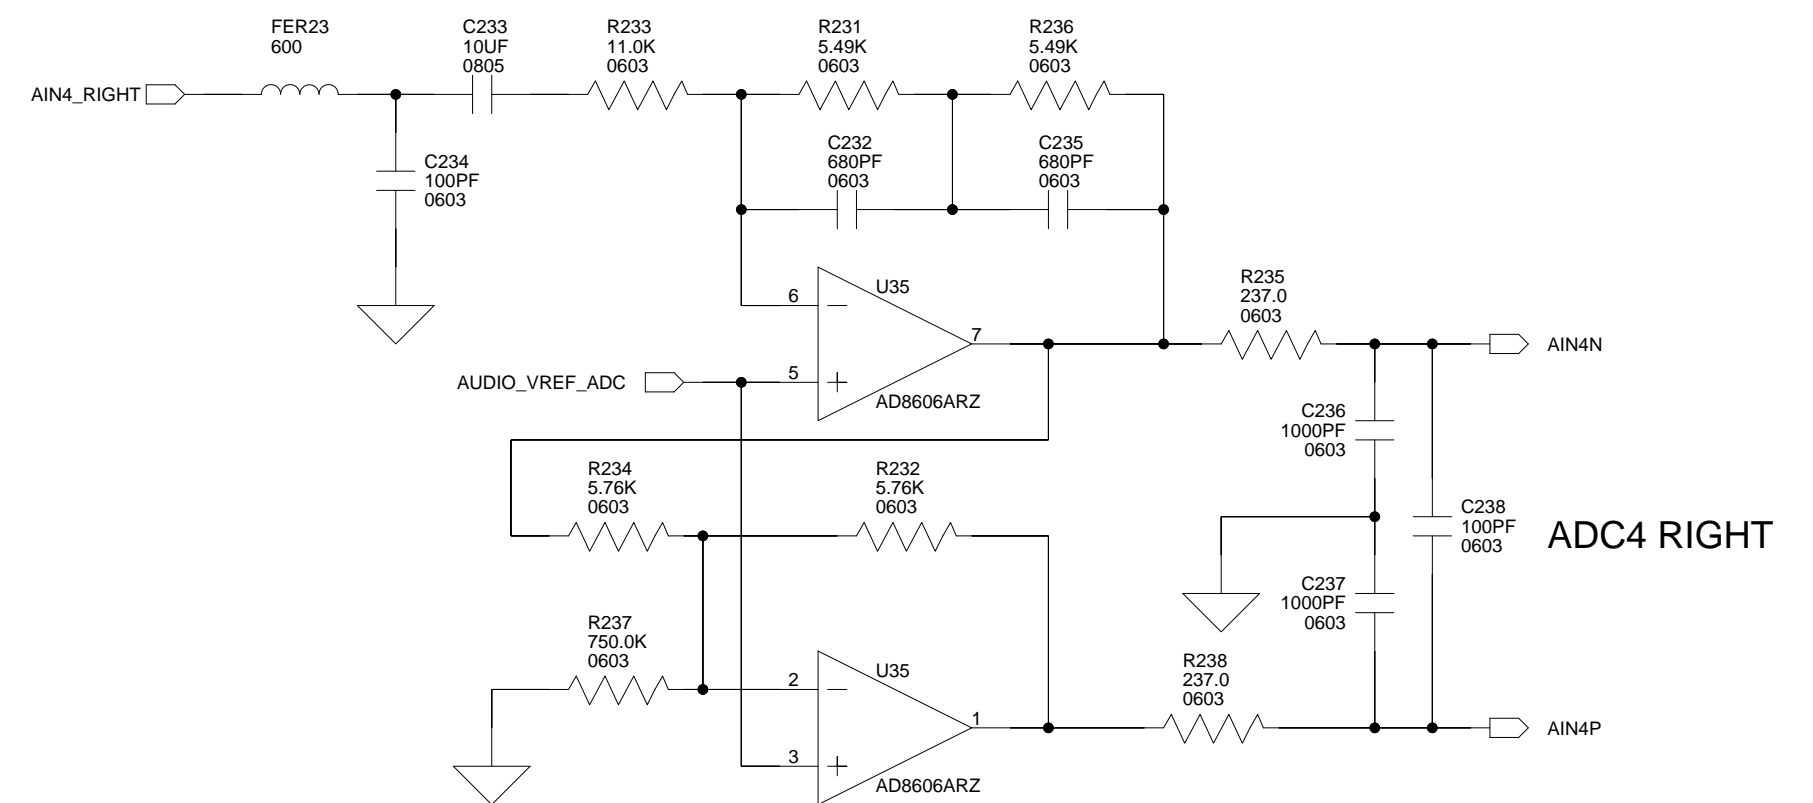 FER23
600
C233
10UF
0805
R233
11.0K
0603
R231
5.49K
0603
R236
5.49K
0603
AIN4_RIGHT
C234
100PF
0603
C232
680PF
0603
C235
680PF
0603
U35
6
7
5
AD8606ARZ
AUDIO_VREF_ADC
R235
237.0
0603
AIN4N
C236
1000PF
0603
R234
5.76K
0603
R232
5.76K
0603
C238
100PF
0603
ADC4 RIGHT
C237
1000PF
0603
R237
750.0K
0603
U35
2
1
3
AD8606ARZ
R238
237.0
0603
AIN4P